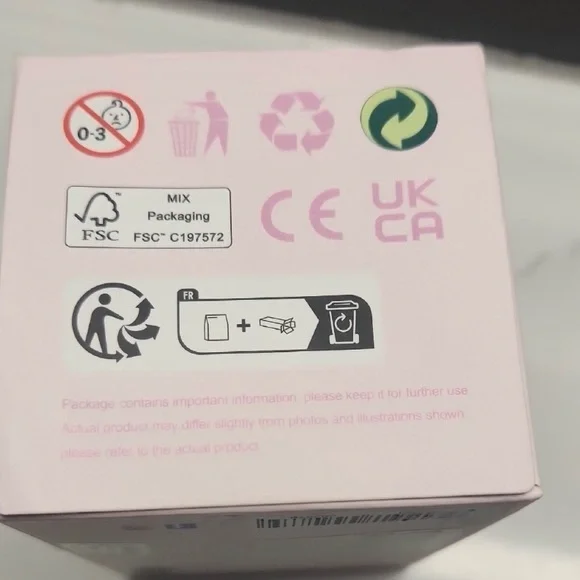 0-3
MIX
Packaging
FSC™ C197572
FSC
CE
UK
CA
FR
+
Package contains important information, please keep it for further use
Actual product may differ slightly from photos and illustrations shown,
please refer to the actual product.